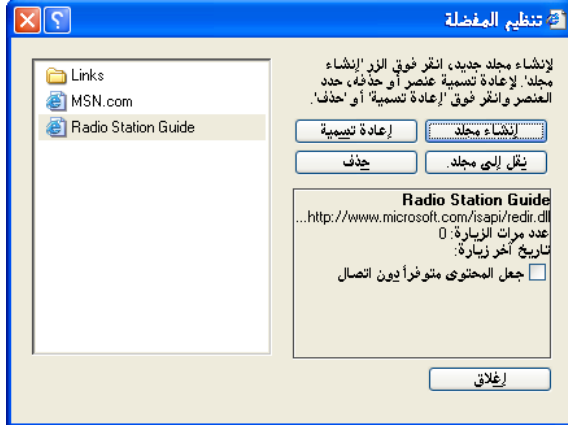 تنظيم المفضلة
لإنشاء مجلد جديد، انقر فوق الزر 'إنشاء
مجلد'. لإعادة تسمية عنصر أو حذفه، حدد
العنصر وانقر فوق 'إعادة تسمية' أو 'حذف'.
إنشاء مجلد
إعادة تسمية
نقل إلى مجلد.
حذف
Radio Station Guide
http://www.microsoft.com/isapi/redir.dll...
عدد مرات الزيارة: 0
تاريخ آخر زيارة:
جعل المحتوى متوفراً دون اتصال
إغلاق
Links
MSN.com
Radio Station Guide